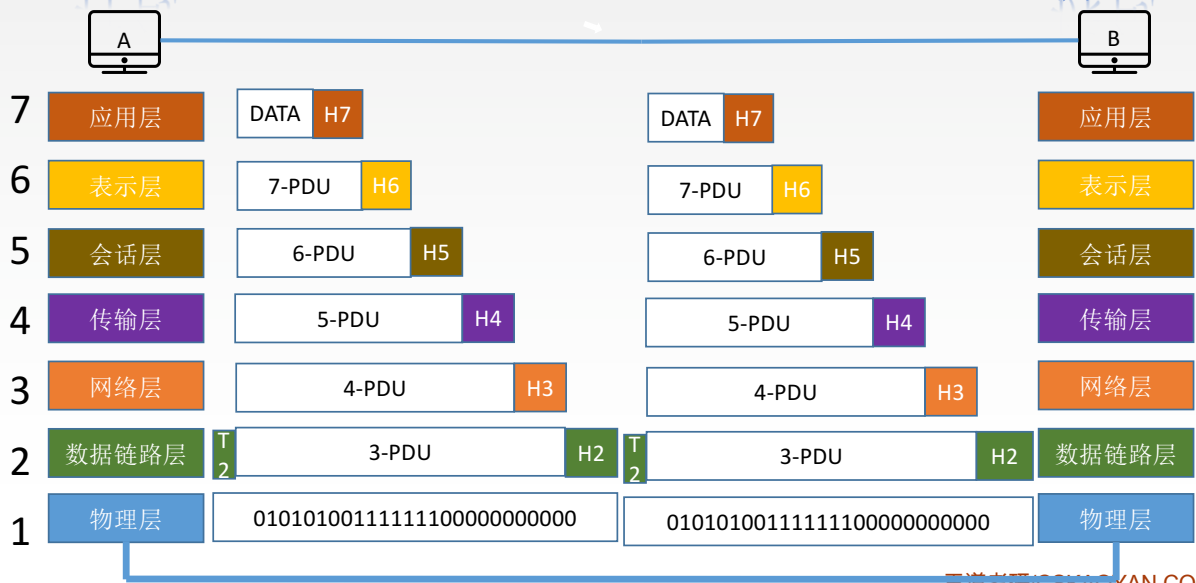 A
B
7 应用层 DATA H7 DATA H7 应用层
6 表示层 7-PDU H6 7-PDU H6 表示层
5 会话层 6-PDU H5 6-PDU H5 会话层
4 传输层 5-PDU H4 5-PDU H4 传输层
3 网络层 4-PDU H3 4-PDU H3 网络层
2 数据链路层 T2 3-PDU H2 T2 3-PDU H2 数据链路层
1 物理层 0101010011111110000000000 0101010011111110000000000 物理层